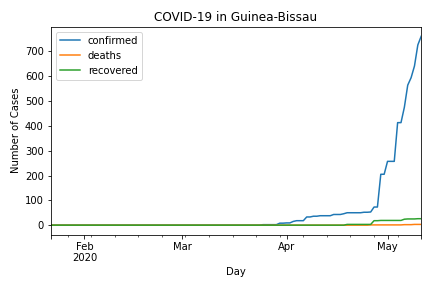 COVID-19 in Guinea-Bissau
confirmed
deaths
recovered
700
600
500
400
300
200
100
0
Number of Cases
Feb
2020
Mar
Apr
May
Day